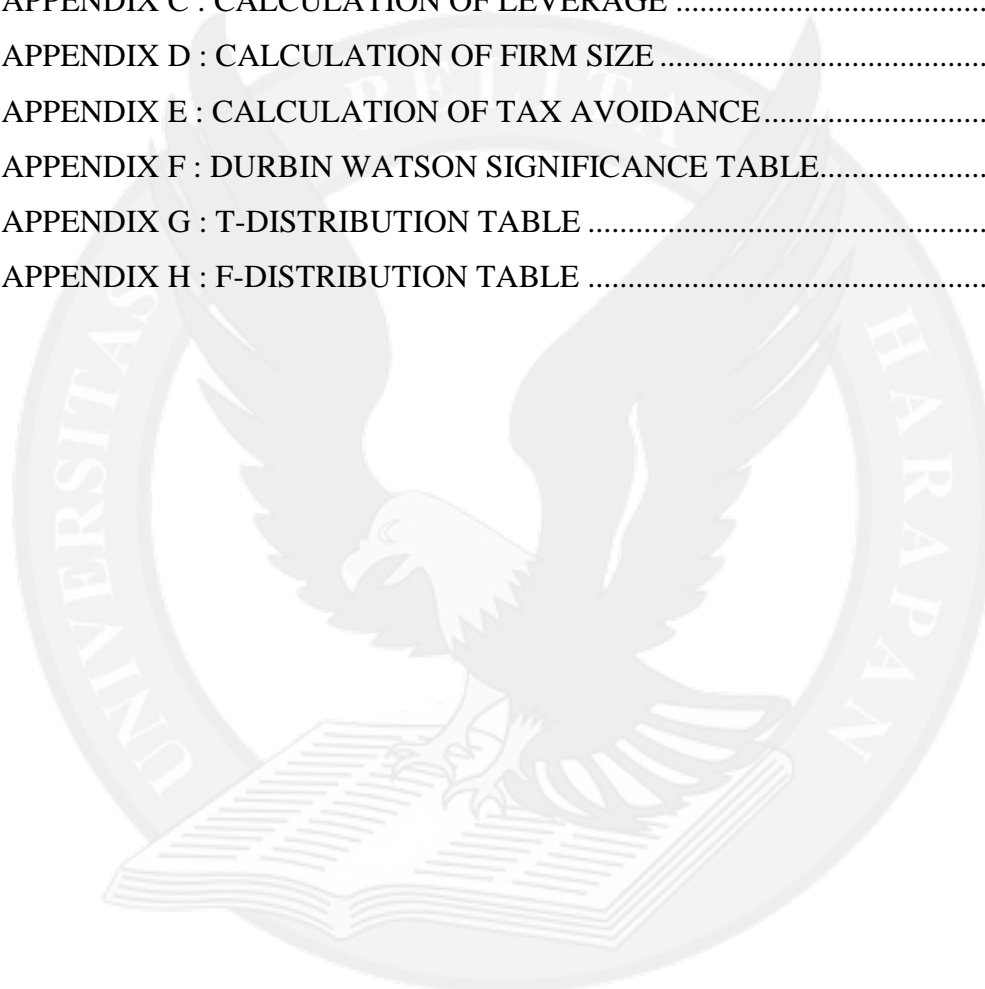 APPENDIX C : CALCULATION OF LEVERAGE ........................................
APPENDIX D : CALCULATION OF FIRM SIZE ..........................................
APPENDIX E : CALCULATION OF TAX AVOIDANCE............................
APPENDIX F : DURBIN WATSON SIGNIFICANCE TABLE.....................
APPENDIX G : T-DISTRIBUTION TABLE ...................................................
APPENDIX H : F-DISTRIBUTION TABLE ...................................................
UNIVERSITAS PELITA HARAPAN